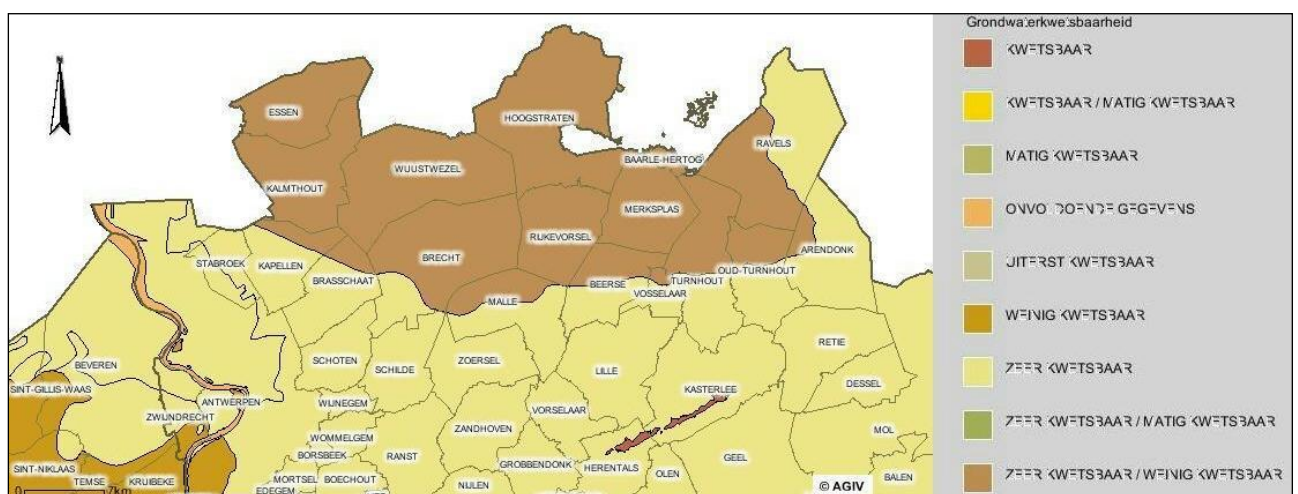 Grondwaterkwetsbaarheid
KWETSBAAR
KWETSBAAR / MATIG KWETSBAAR
MATIG KWETSBAAR
ONVOLDOENDE GEGEVENS
UITERST KWETSBAAR
WEINIG KWETSBAAR
ZEER KWETSBAAR
ZEER KWETSBAAR / MATIG KWETSBAAR
ZEER KWETSBAAR / WEINIG KWETSBAAR
ESSEN
HOOGSTRATEN
RAVELS
BAARLE-HERTOG
WUUSTWEZEL
KALMTHOUT
MERKSPLAS
RIJKEVORSEL
BRECHT
ARENDONK
STABROEK
KAPELLEN
OUD-TURNHOUT
BRASSCHAAT
BEERSE
TURNHOUT
VOSSELAAR
MALLE
RETIE
SCHOTEN
ZOERSEL
BEVEREN
SCHILDE
LILLE
DESSEL
SINT-GILLIS-WAAS
KASTERLEE
ANTWERPEN
WIJNEGEM
VORSELAAR
ZWIJNDRECHT
ZANDHOVEN
MOL
WOMMELGEM
BORSBEEK
RANST
GEEL
GROBBENDONK
SINT-NIKLAAS
HERENTALS
OLEN
BALEN
TEMSE
KRUIBEKE
MORTSEL
BOECHOUT
NIJLEN
EDEGEM
0
7km
© AGIV